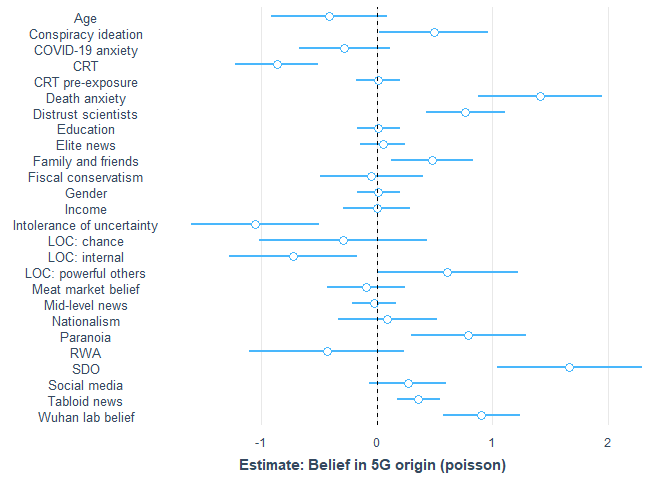 Age
Conspiracy ideation
COVID-19 anxiety
CRT
CRT pre-exposure
Death anxiety
Distrust scientists
Education
Elite news
Family and friends
Fiscal conservatism
Gender
Income
Intolerance of uncertainty
LOC: chance
LOC: internal
LOC: powerful others
Meat market belief
Mid-level news
Nationalism
Paranoia
RWA
SDO
Social media
Tabloid news
Wuhan lab belief
-1 0 1 2
Estimate: Belief in 5G origin (poisson)